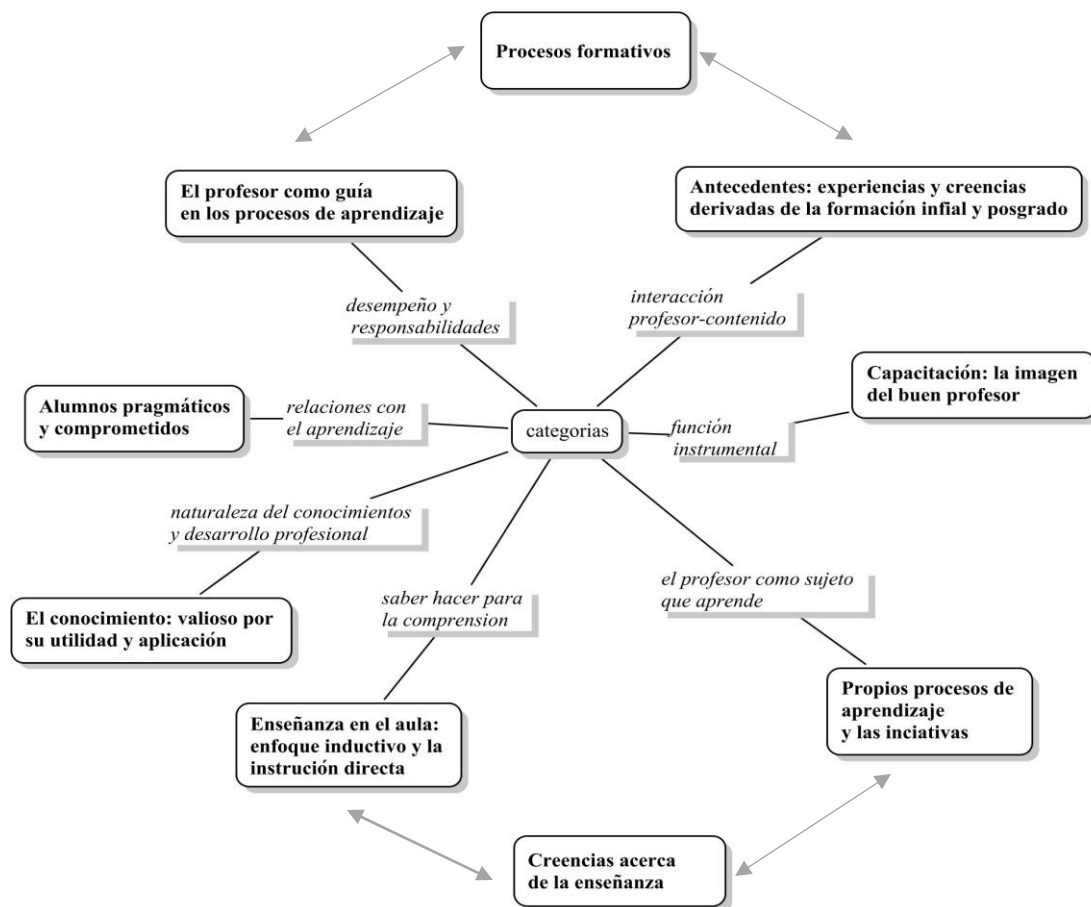 Procesos formativos
El profesor como guía
en los procesos de aprendizaje
Antecedentes: experiencias y creencias
derivadas de la formación infial y posgrado
desempeño y
responsabilidades
interacción
profesor-contenido
Alumnos pragmáticos
y comprometidos
relaciones con
el aprendizaje
categorias
función
instrumental
Capacitación: la imagen
del buen profesor
naturaleza del conocimientos
y desarrollo profesional
saber hacer para
la comprension
el profesor como sujeto
que aprende
El conocimiento: valioso por
su utilidad y aplicación
Enseñanza en el aula:
enfoque inductivo y la
instrución directa
Propios procesos de
aprendizaje
y las inciativas
Creencias acerca
de la enseñanza